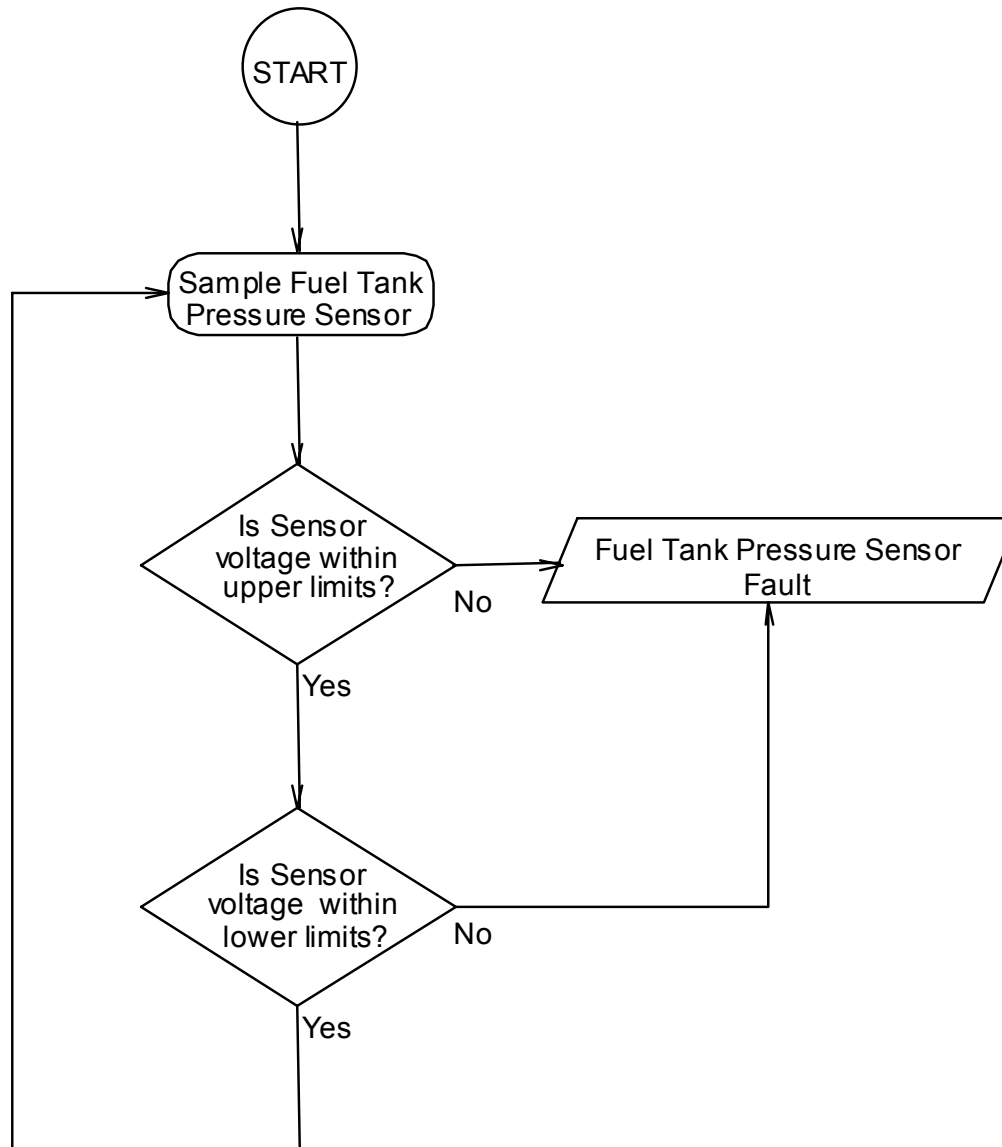 START
Sample Fuel Tank
Pressure Sensor
Is Sensor
voltage within
upper limits?
No
Fuel Tank Pressure Sensor
Fault
Yes
Is Sensor
voltage within
lower limits?
No
Yes